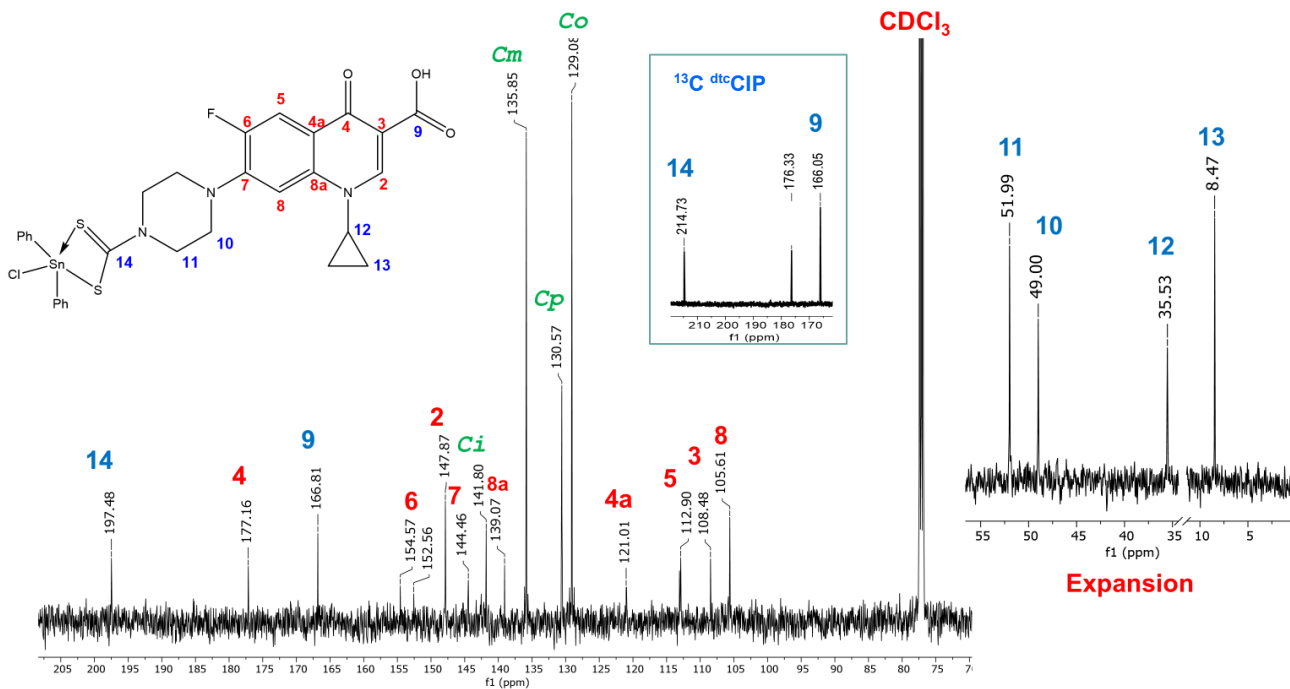 Co
CDCl3
Cm
129.08
135.85
13C dtcCIP
9
14
176.33
166.05
214.73
210 200 190 180 170
f1 (ppm)
O OH
F 5 4a 4 3 O
6 9
7 8a 2
N 8 N
S N 10 12
Ph 14 11 13
Cl Sn S
Ph
Cp
130.57
11
13
51.99
8.47
10
12
49.00
35.53
2
9
147.87
Ci
8
14
4
166.81
7
141.80
3
105.61
6
8a
5
197.48
177.16
154.57
152.56
144.46
139.07
4a
121.01
112.90
108.48
55 50 45 40 35 10 5
f1 (ppm)
Expansion
205 200 195 190 185 180 175 170 165 160 155 150 145 140 135 130 125 120 115 110 105 100 95 90 85 80 75 70
f1 (ppm)